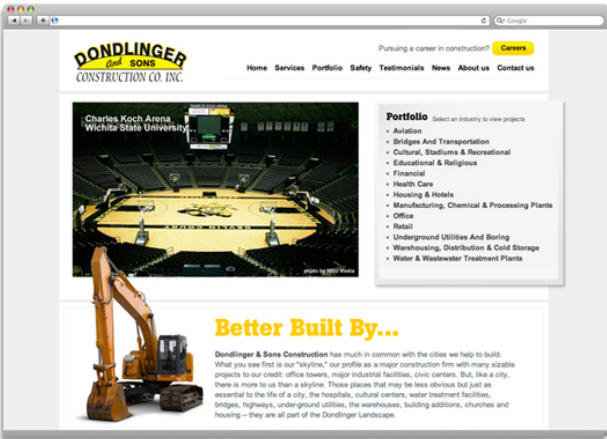 Google
DONDLINGER
And SONS
CONSTRUCTION CO. INC.
Pursuing a career in construction? Careers
Home Services Portfolio Safety Testimonials News About us Contact us
Charles Koch Arena
Wichita State University
photo by
Media
Portfolio Select an industry to view projects
Aviation
Bridges And Transportation
Cultural, Stadiums & Recreational
Educational & Religious
Financial
Health Care
Housing & Hotels
Manufacturing, Chemical & Processing Plants
Office
Retail
Underground Utilities And Boring
Warehousing, Distribution & Cold Storage
Water & Wastewater Treatment Plants
Better Built By...
Dondlinger & Sons Construction has much in common with the cities we help to build.
What you see first is our "skyline," our profile as a major construction firm with many sizable
projects to our credit: office towers, major industrial facilities, civic centers. But, like a city,
there is more to us than a skyline. Those places that may be less obvious but just as
essential to the life of a city, the hospitals, cultural centers, water treatment facilities,
bridges, highways, under-ground utilities, the warehouses, building additions, churches and
housing – they are all part of the Dondlinger Landscape.